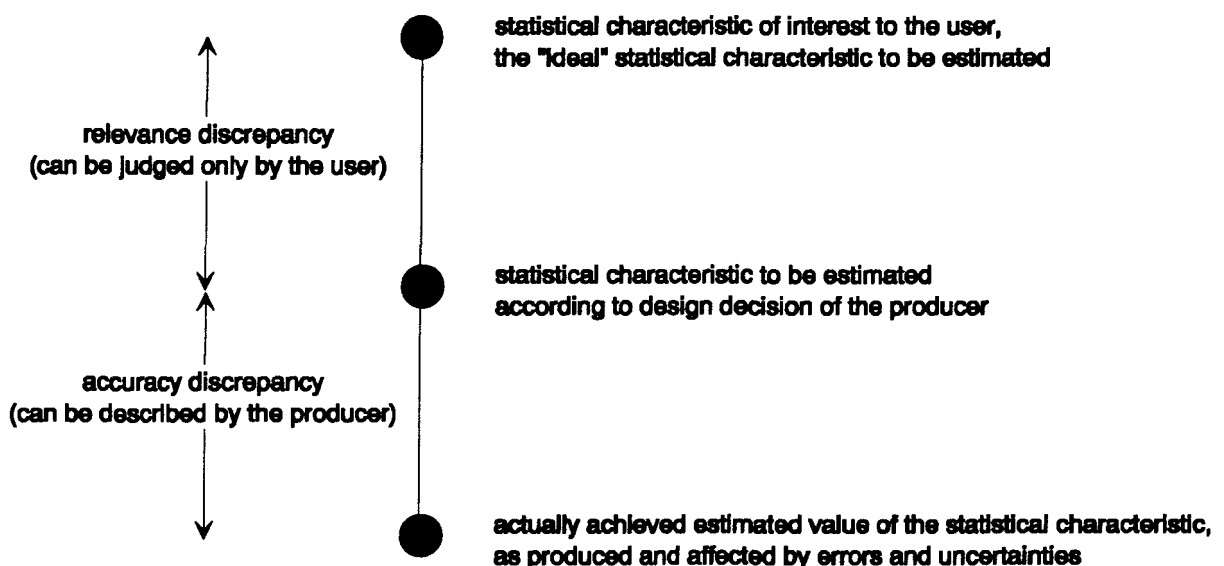 statistical characteristic of interest to the user,
the "ideal" statistical characteristic to be estimated
relevance discrepancy
(can be judged only by the user)
statistical characteristic to be estimated
according to design decision of the producer
accuracy discrepancy
(can be described by the producer)
actually achieved estimated value of the statistical characteristic,
as produced and affected by errors and uncertainties